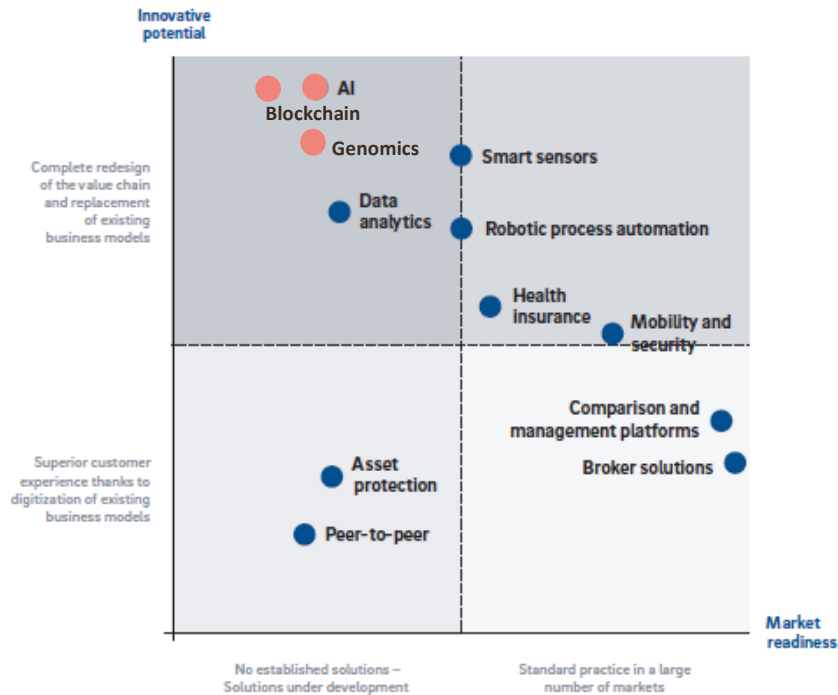 Innovative
potential
AI
Blockchain
Genomics
Smart sensors
Complete redesign
of the value chain
and replacement
of existing
business models
Data
analytics
Robotic process automation
Health
insurance
Mobility and
security
Comparison and
management platforms
Broker solutions
Superior customer
experience thanks to
digitization of existing
business models
Asset
protection
Peer-to-peer
Market
readiness
No established solutions –
Solutions under development
Standard practice in a large
number of markets